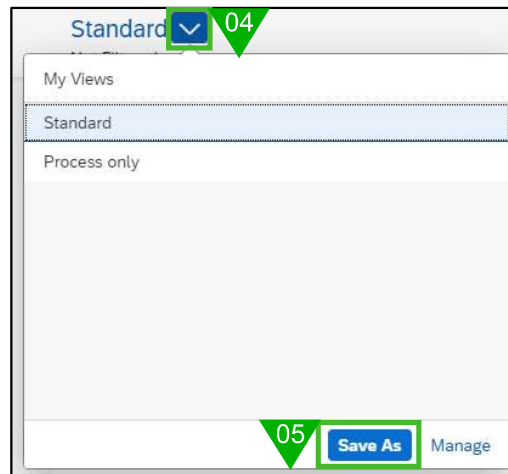 Standard 04
My Views
Standard
Process only
05 Save As Manage